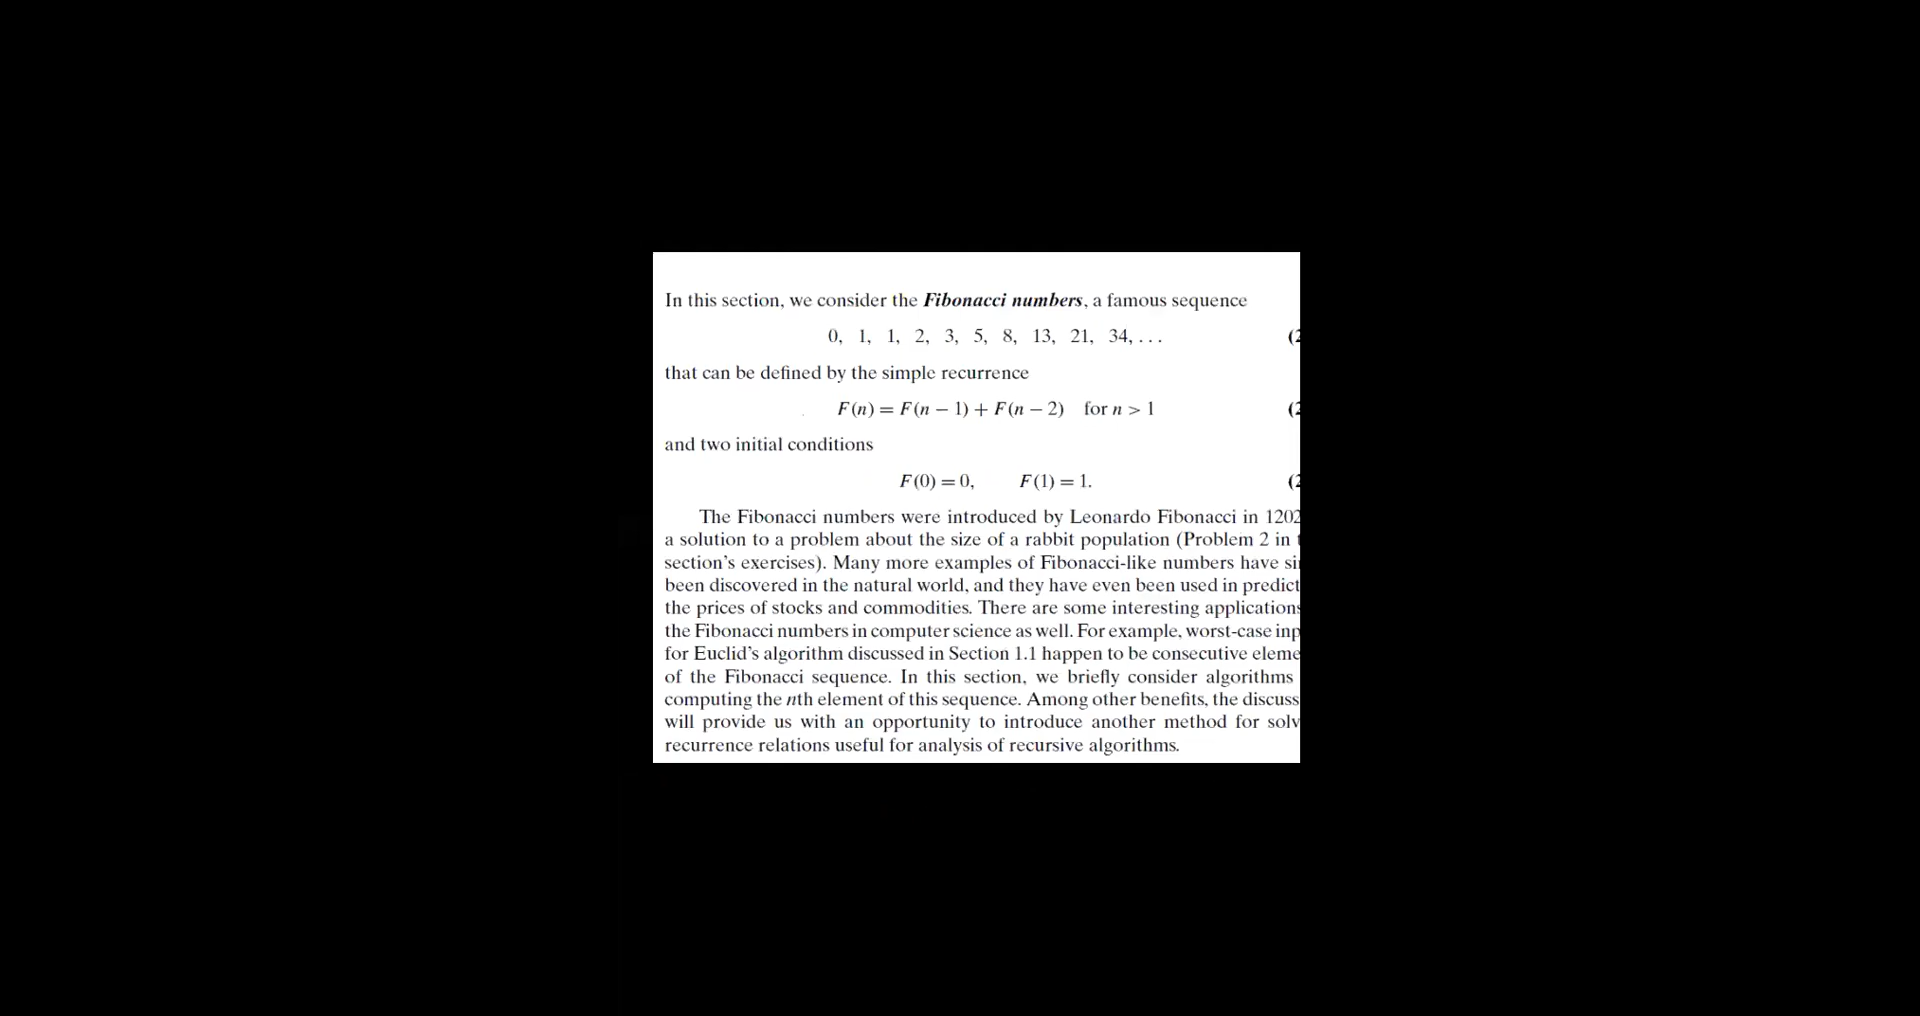 In this section, we consider the Fibonacci numbers, a famous sequence
0, 1, 1, 2, 3, 5, 8, 13, 21, 34, . . .
that can be defined by the simple recurrence
F(n) = F(n − 1) + F(n − 2) for n > 1
and two initial conditions
F(0) = 0, F(1) = 1.
The Fibonacci numbers were introduced by Leonardo Fibonacci in 1202
a solution to a problem about the size of a rabbit population (Problem 2 in
section's exercises). Many more examples of Fibonacci-like numbers have si
been discovered in the natural world, and they have even been used in predict
the prices of stocks and commodities. There are some interesting applications
the Fibonacci numbers in computer science as well. For example, worst-case inp
for Euclid's algorithm discussed in Section 1.1 happen to be consecutive eleme
of the Fibonacci sequence. In this section, we briefly consider algorithms
computing the nth element of this sequence. Among other benefits, the discuss
will provide us with an opportunity to introduce another method for solv
recurrence relations useful for analysis of recursive algorithms.